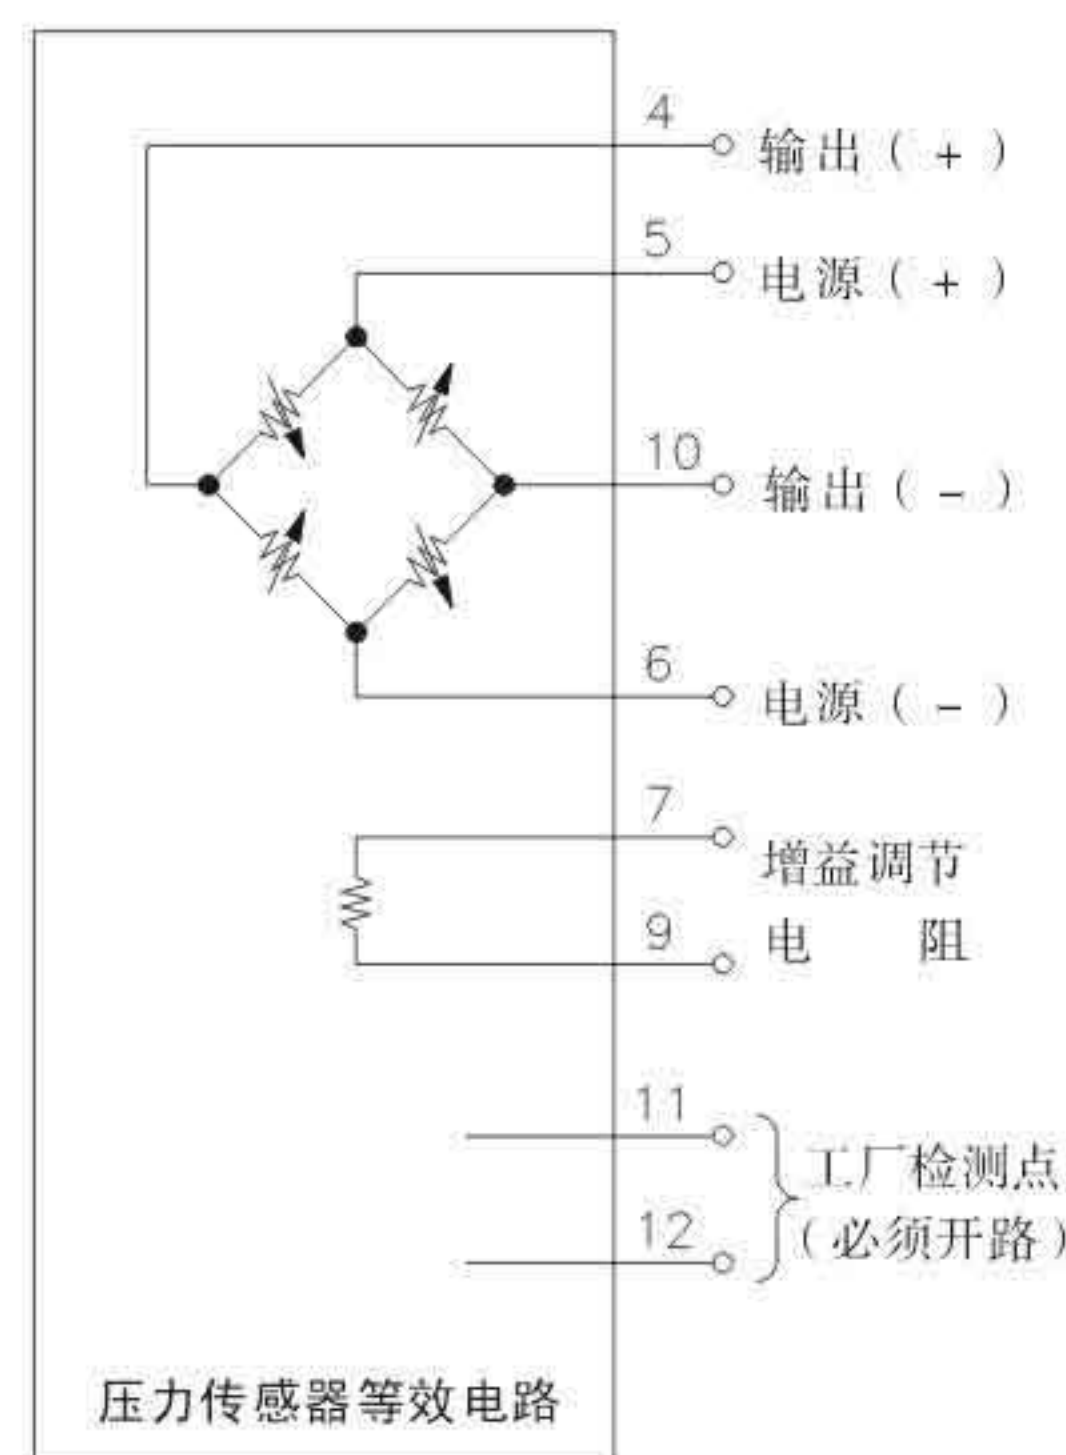 4
输出（+）
5
电源（+）
10
输出（-）
6
电源（-）
7
增益调节
9
电 阻
11
工厂检测点
12
（必须开路）
压力传感器等效电路